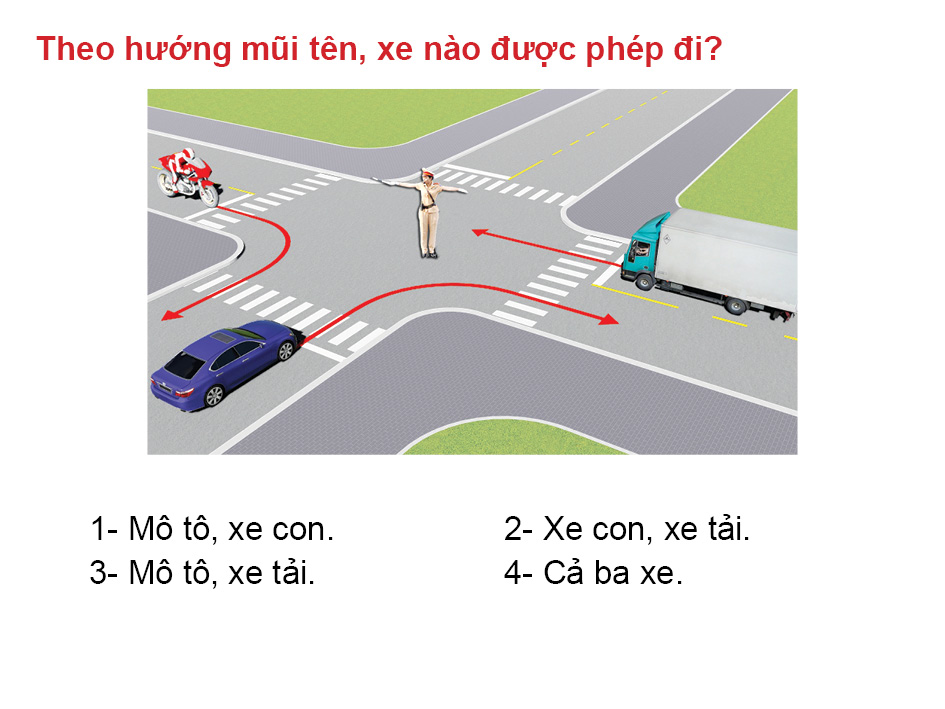 Theo hướng mũi tên, xe nào được phép đi?
1- Mô tô, xe con.
2- Xe con, xe tải.
3- Mô tô, xe tải.
4- Cả ba xe.